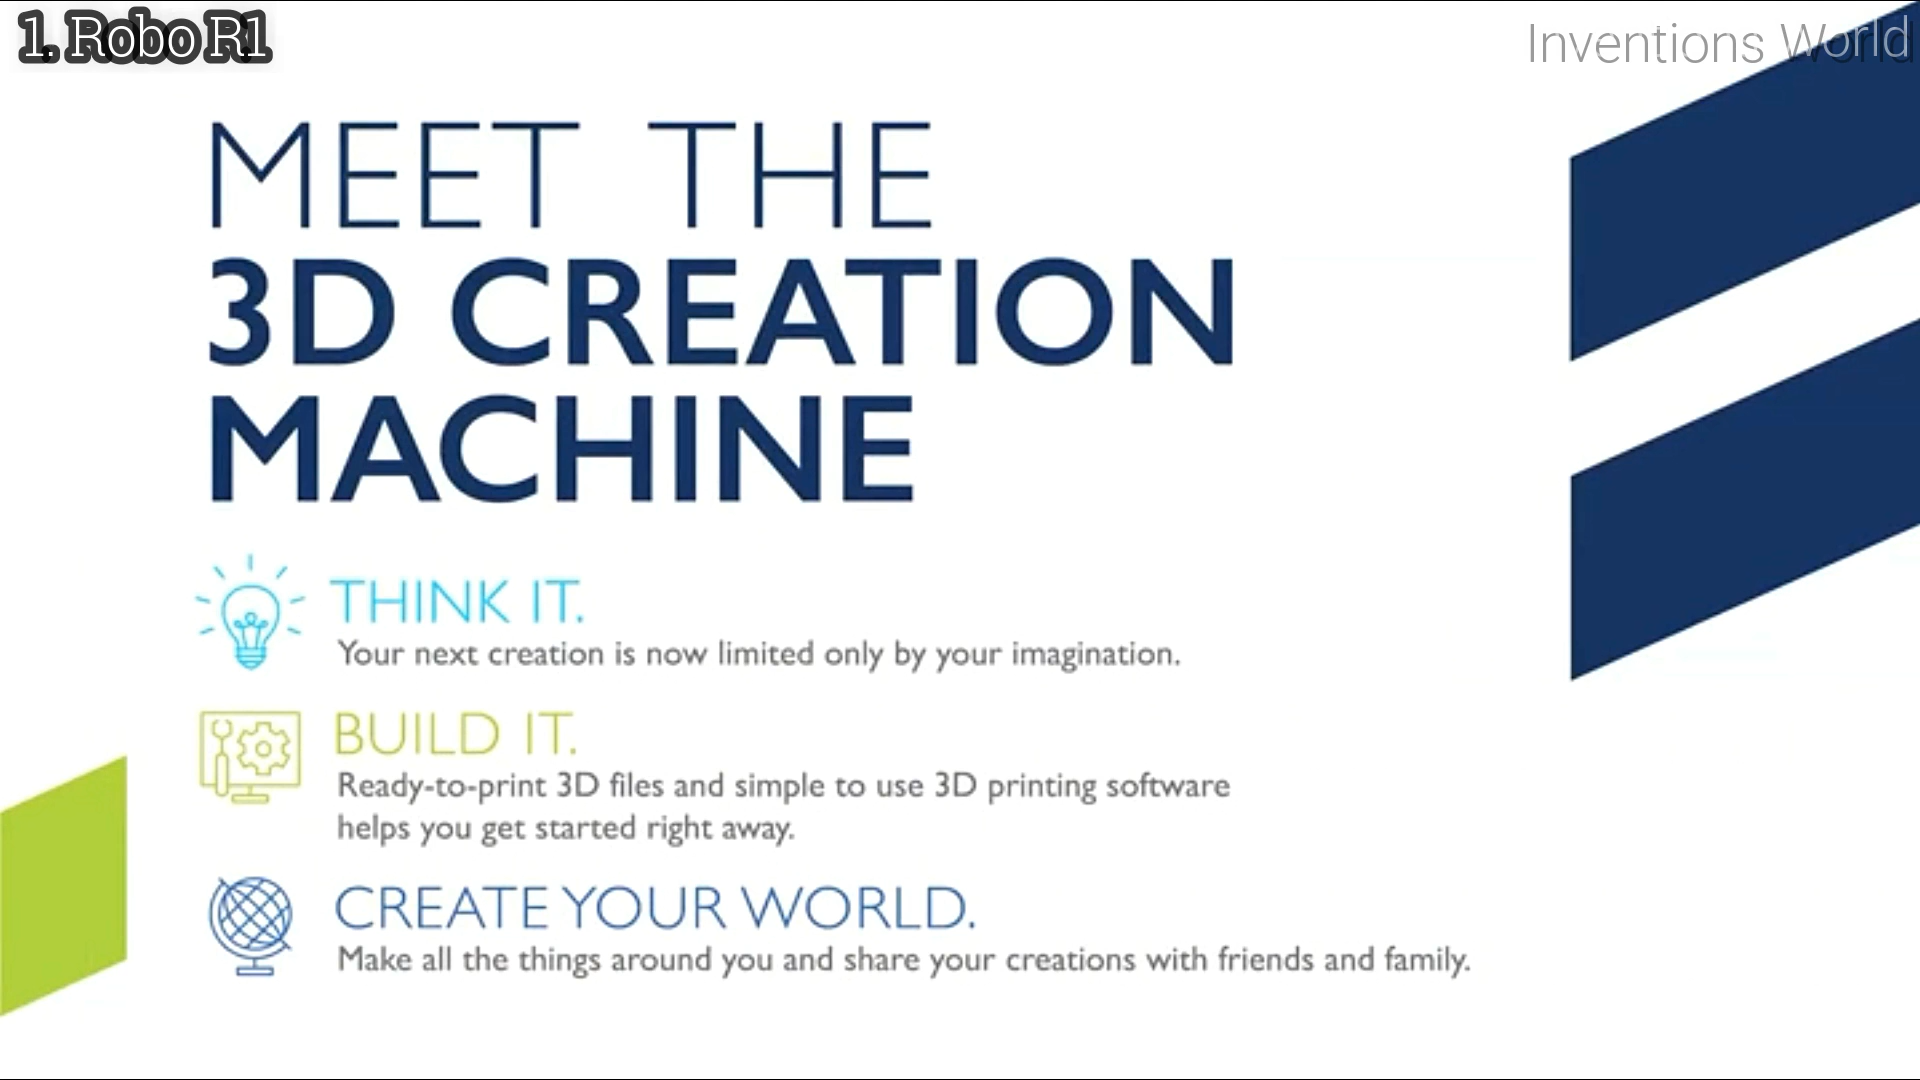 1. Robo R1
Inventions World
MEET THE
3D CREATION
MACHINE
THINK IT.
Your next creation is now limited only by your imagination.
BUILD IT.
Ready-to-print 3D files and simple to use 3D printing software
helps you get started right away.
CREATE YOUR WORLD.
Make all the things around you and share your creations with friends and family.